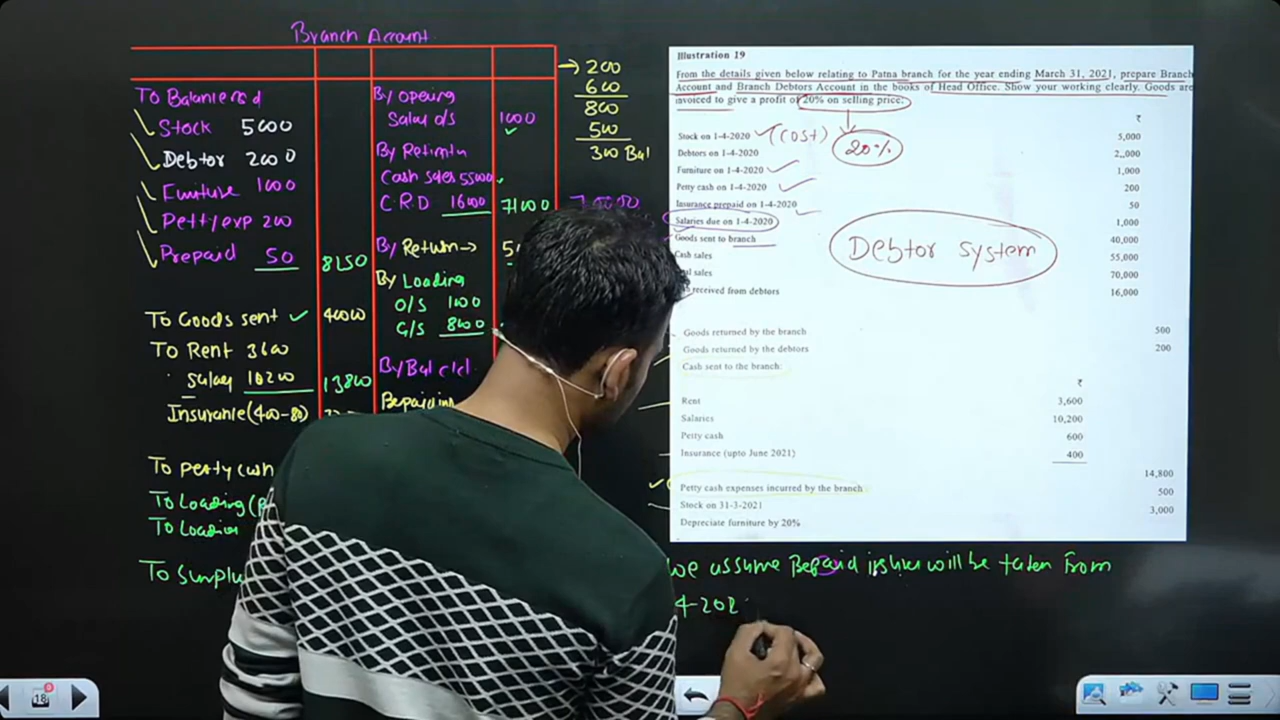 Branch Account
To Balance b d
Stock 5000
Debtor 2000
Furniture 1000
Petty exp 200
Prepaid 50
8250
To Goods sent ✓ 40000
To Rent 3600
Salary 10200
13800
Insurance (400-80)
To petty cash
To Loading
To Loading
To Surplu
By Opening
Salary o/s 1000
By Remittan
Cash sales 55000
C.R.D 16000
71000
By Return →
By Loading
O/S 1000
C/S 8000
By Bal c/d
→ 200
600
800
500
300 Bal
Illustration 19
From the details given below relating to Patna branch for the year ending March 31, 2021, prepare Branch
Account and Branch Debtors Account in the books of Head Office. Show your working clearly. Goods are
invoiced to give a profit of 20% on selling price.
₹
Stock on 1-4-2020 (cost) 5,000
20%
Debtors on 1-4-2020 2,,000
Furniture on 1-4-2020 1,000
Petty cash on 1-4-2020 200
Insurance prepaid on 1-4-2020 50
Salaries due on 1-4-2020 1,000
Goods sent to branch 40,000
Cash sales 55,000
sales 70,000
received from debtors 16,000
Debtor system
Goods returned by the branch 500
Goods returned by the debtors 200
Cash sent to the branch:
₹
Rent 3,600
Salaries 10,200
Petty cash 600
Insurance (upto June 2021) 400
14,800
Petty cash expenses incurred by the branch 500
Stock on 31-3-2021 3,000
Depreciate furniture by 20%
we assume will be taken from
4-202
18